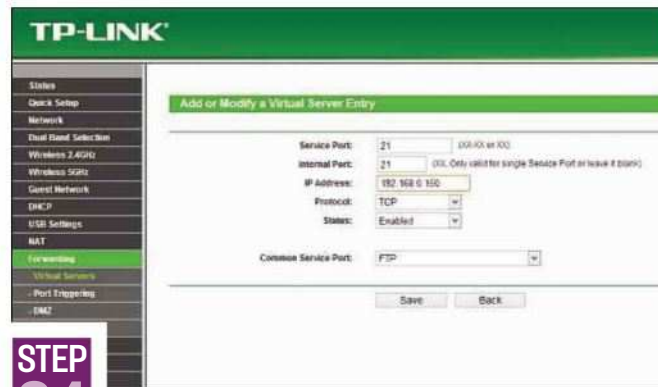 TP-LINK
Status
Quick Setup
Network
Dual Band Selection
Wireless 2.4GHz
Wireless 5GHz
Guest Network
DHCP
USB Settings
NAT
Forwarding
- Virtual Servers
- Port Triggering
- DMZ
Add or Modify a Virtual Server Entry
Service Port: 21 (XX-XX or XX)
Internal Port: 21 (XX, Only valid for single Service Port or leave it blank)
IP Address: 192.168.0.150
Protocol: TCP
Status: Enabled
Common Service Port: FTP
Save Back
STEP